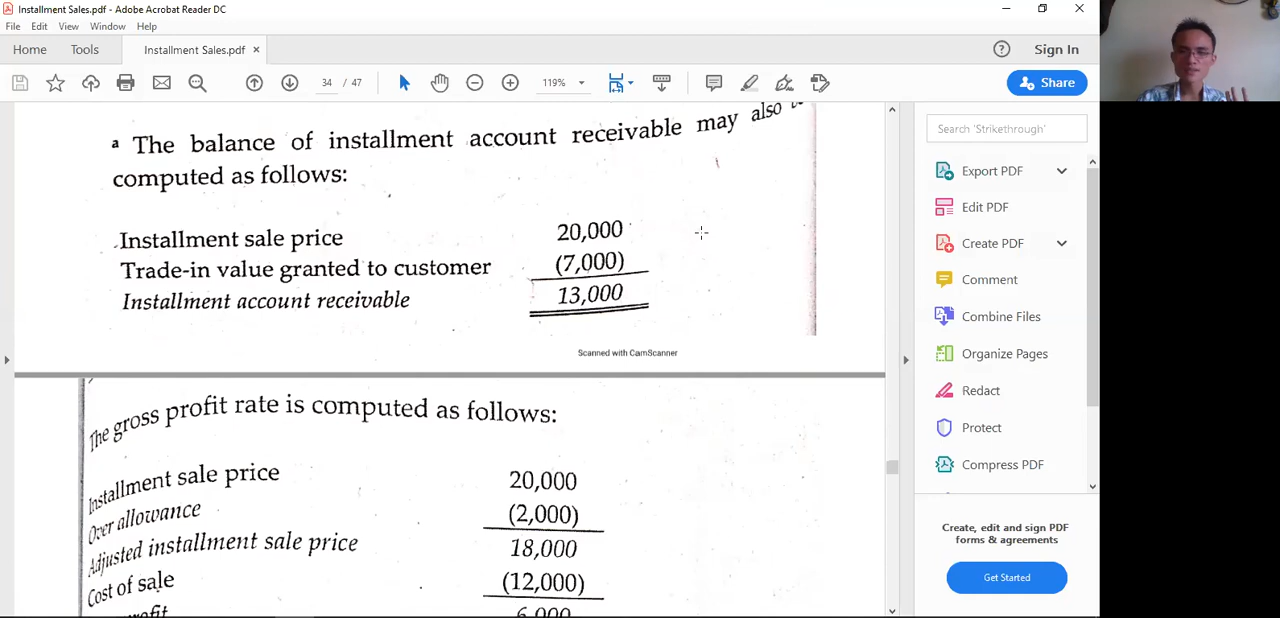 Installment Sales.pdf - Adobe Acrobat Reader DC
File Edit View Window Help
Home Tools Installment Sales.pdf × Sign In
34 / 47 119% Share
a The balance of installment account receivable may also
computed as follows:
Installment sale price 20,000
Trade-in value granted to customer (7,000)
Installment account receivable 13,000
Scanned with CamScanner
The gross profit rate is computed as follows:
Installment sale price 20,000
Over allowance (2,000)
Adjusted installment sale price 18,000
Cost of sale (12,000)
profit 6,000
Search 'Strikethrough'
Export PDF
Edit PDF
Create PDF
Comment
Combine Files
Organize Pages
Redact
Protect
Compress PDF
Create, edit and sign PDF
forms & agreements
Get Started